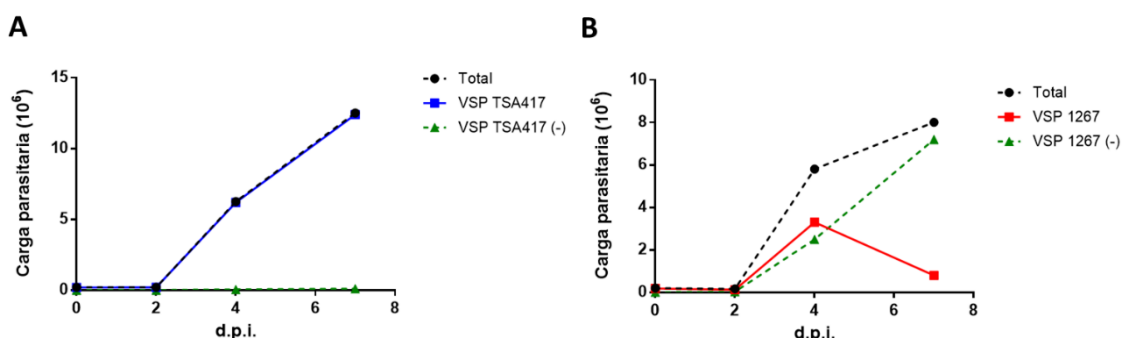 A
Carga parasitaria (10⁶)
15
10
5
0
0 2 4 6 8
d.p.i.
Total
VSP TSA417
VSP TSA417 (-)
B
Carga parasitaria (10⁶)
10
8
6
4
2
0
0 2 4 6 8
d.p.i.
Total
VSP 1267
VSP 1267 (-)